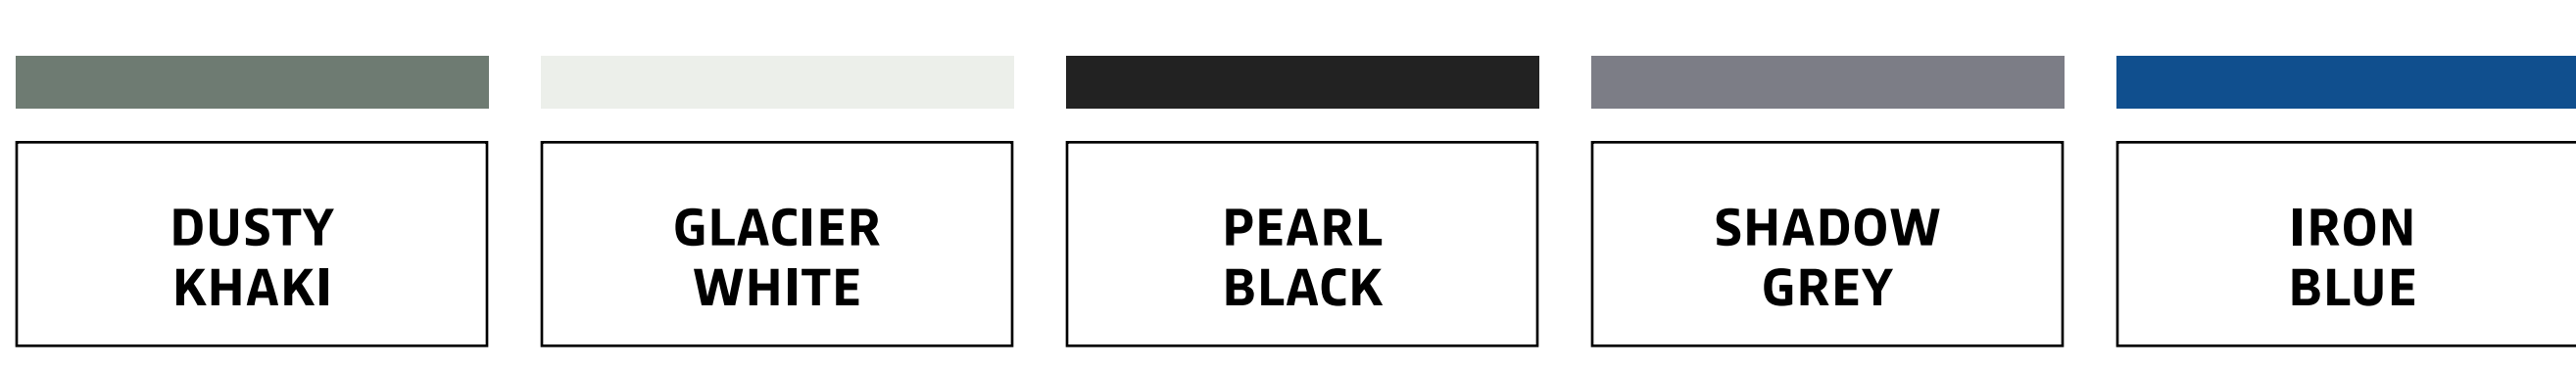 DUSTY
KHAKI
GLACIER
WHITE
PEARL
BLACK
SHADOW
GREY
IRON
BLUE